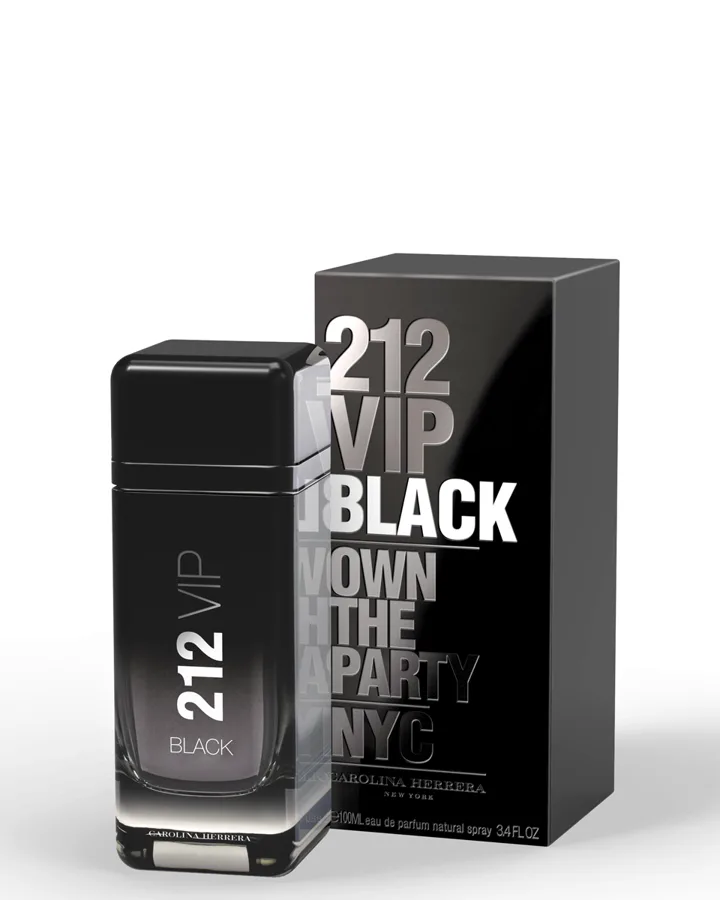 212
VIP
BLACK
OWN
THE
PARTY
NYC
CAROLINA HERRERA
NEW YORK
100ML eau de parfum natural spray 3.4 FL OZ
212 VIP
BLACK
CAROLINA HERRERA